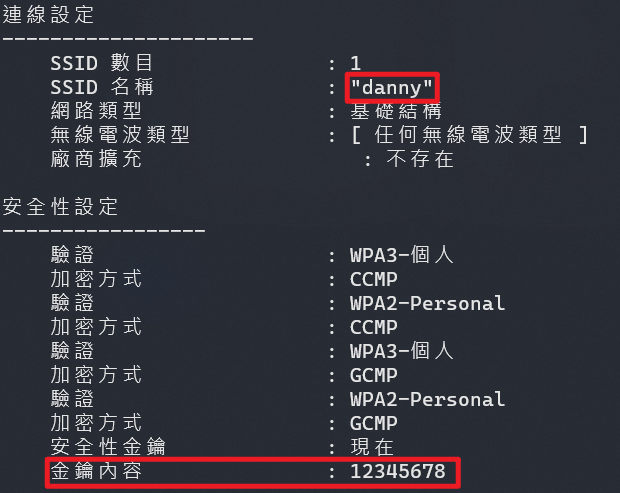 連線設定
---------------------
SSID 數目 : 1
SSID 名稱 : "danny"
網路類型 : 基礎結構
無線電波類型 : [ 任何無線電波類型 ]
廠商擴充 : 不存在
安全性設定
-----------------
驗證 : WPA3-個人
加密方式 : CCMP
驗證 : WPA2-Personal
加密方式 : CCMP
驗證 : WPA3-個人
加密方式 : GCMP
驗證 : WPA2-Personal
加密方式 : GCMP
安全性金鑰 : 現在
金鑰內容 : 12345678